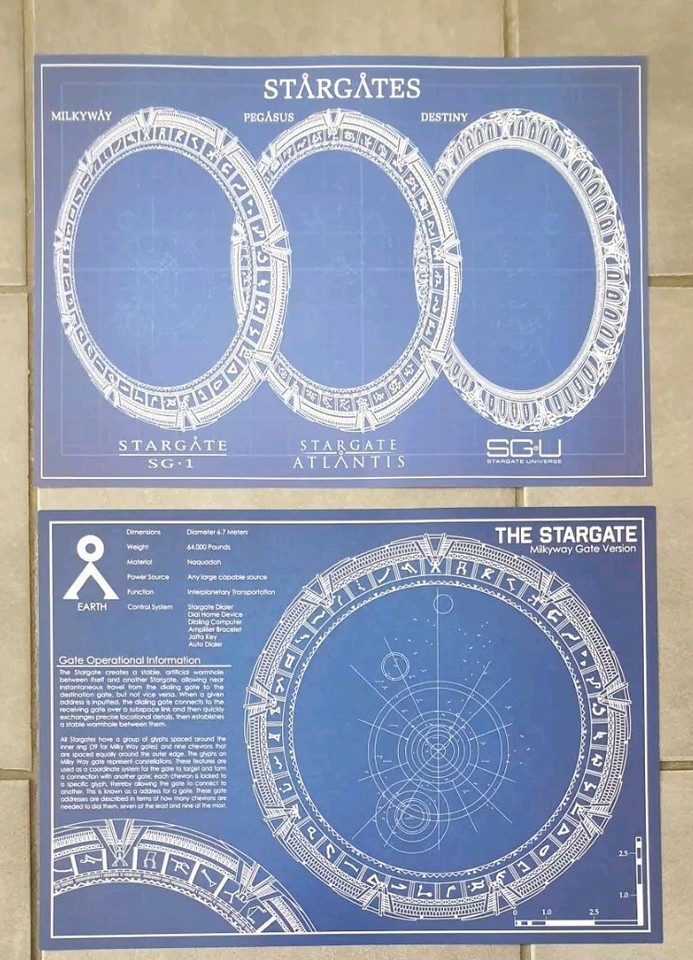 STARGATES
MILKYWAY
PEGASUS
DESTINY
STARGATE
SG·1
STARGATE
ATLANTIS
SG·U
STARGATE UNIVERSE
THE STARGATE
Milkyway Gate Version
EARTH
Dimensions Diameter 6.7 Meters
Weight 64,000 Pounds
Material Naquadah
Power Source Any large capable source
Function Interplanetary Transportation
Control System Stargate Dialer
Dial Home Device
Dialing Computer
Amplifier Bracelet
Jaffa Key
Auto Dialer
Gate Operational Information
The Stargate creates a stable, artificial wormhole
between itself and another Stargate, allowing near
instantaneous travel from the dialing gate to the
destination gate, but not vice versa. When a given
address is inputted, the dialing gate connects to the
receiving gate over a subspace link and then quickly
exchanges precise locational details, then establishes
a stable wormhole between them.
All Stargates have a group of glyphs spaced around the
inner ring (39 for Milky Way gates) and nine chevrons that
are spaced equally around the outer edge. The glyphs on
Milky Way gate represent constellations. These features are
used as a coordinate system for the gate to target and form
a connection with another gate; each chevron is locked to
a specific glyph, thereby allowing the gate to connect to
another. This is known as a address for a gate. These gate
addresses are described in terms of how many chevrons are
needed to dial them, seven at the least and nine at the most.
2.5
1.0
0 1.0 2.5